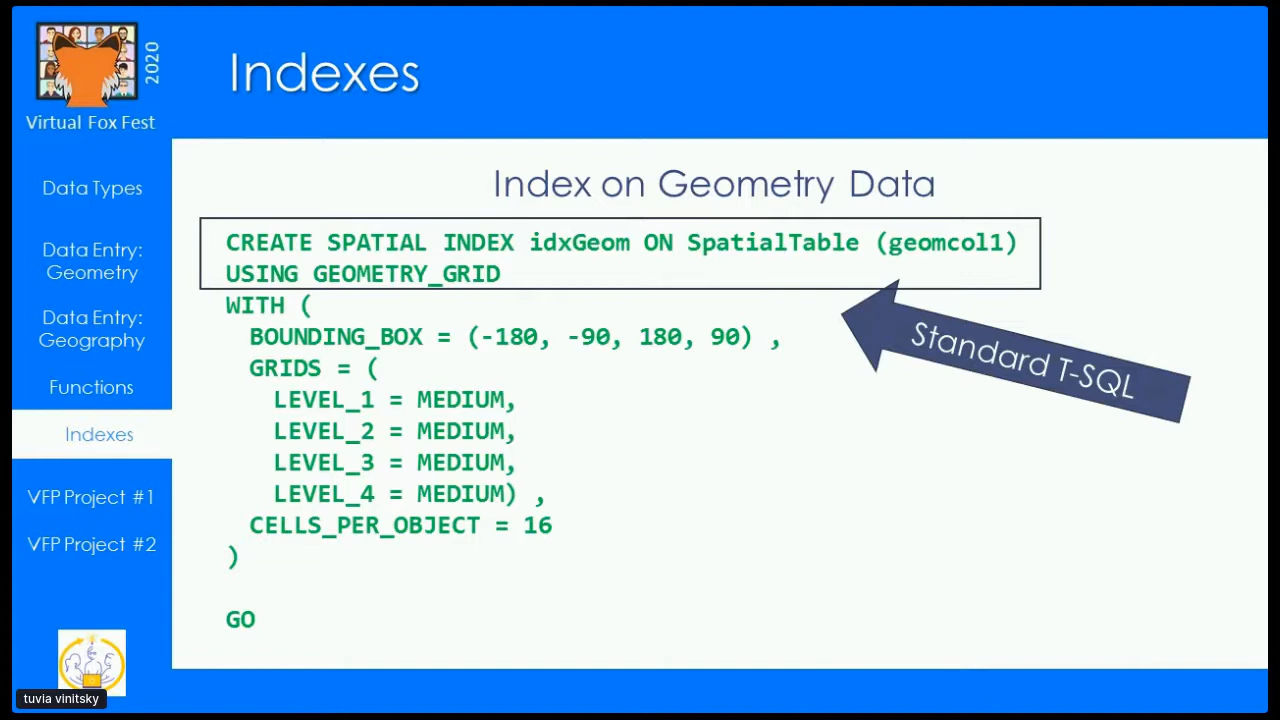 2020
Virtual Fox Fest
Indexes
Data Types
Data Entry:
Geometry
Data Entry:
Geography
Functions
Indexes
VFP Project #1
VFP Project #2
Index on Geometry Data
CREATE SPATIAL INDEX idxGeom ON SpatialTable (geomcol1)
USING GEOMETRY_GRID
WITH (
BOUNDING_BOX = (-180, -90, 180, 90) ,
GRIDS = (
LEVEL_1 = MEDIUM,
LEVEL_2 = MEDIUM,
LEVEL_3 = MEDIUM,
LEVEL_4 = MEDIUM) ,
CELLS_PER_OBJECT = 16
)
GO
Standard T-SQL
tuvia vinitsky